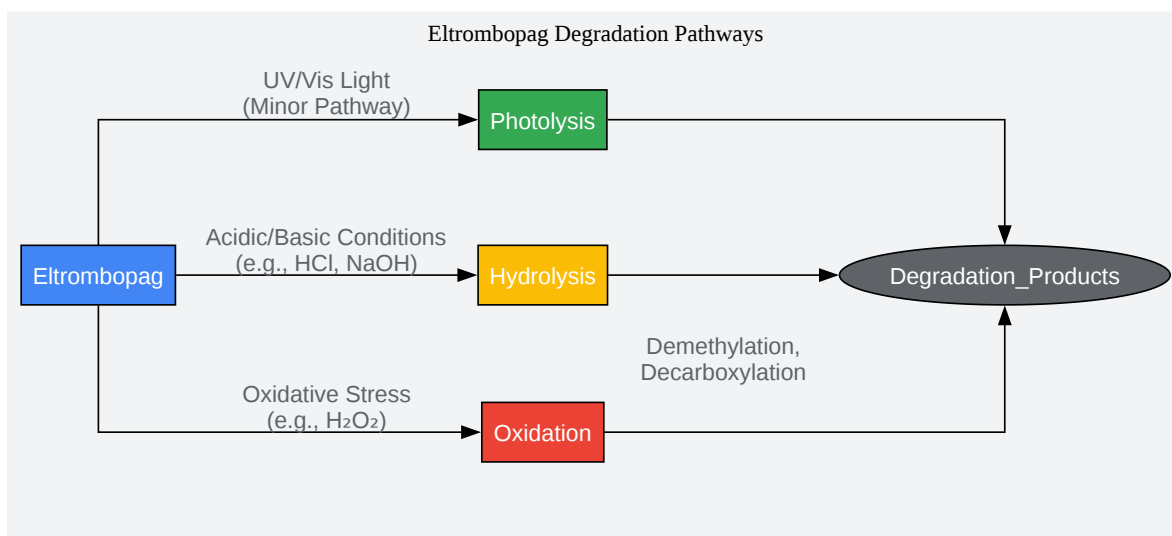 Eltrombopag Degradation Pathways
UV/Vis Light
(Minor Pathway)
Photolysis
Acidic/Basic Conditions
(e.g., HCl, NaOH)
Eltrombopag
Hydrolysis
Degradation_Products
Demethylation,
Decarboxylation
Oxidative Stress
(e.g., H₂O₂)
Oxidation